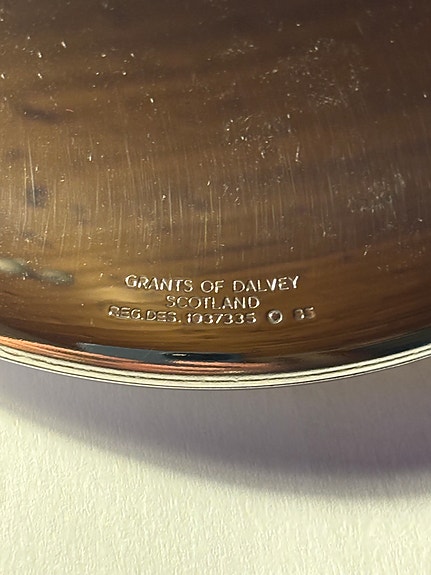 GRANTS OF DALVEY
SCOTLAND
REG.DES. 1037335 © 85